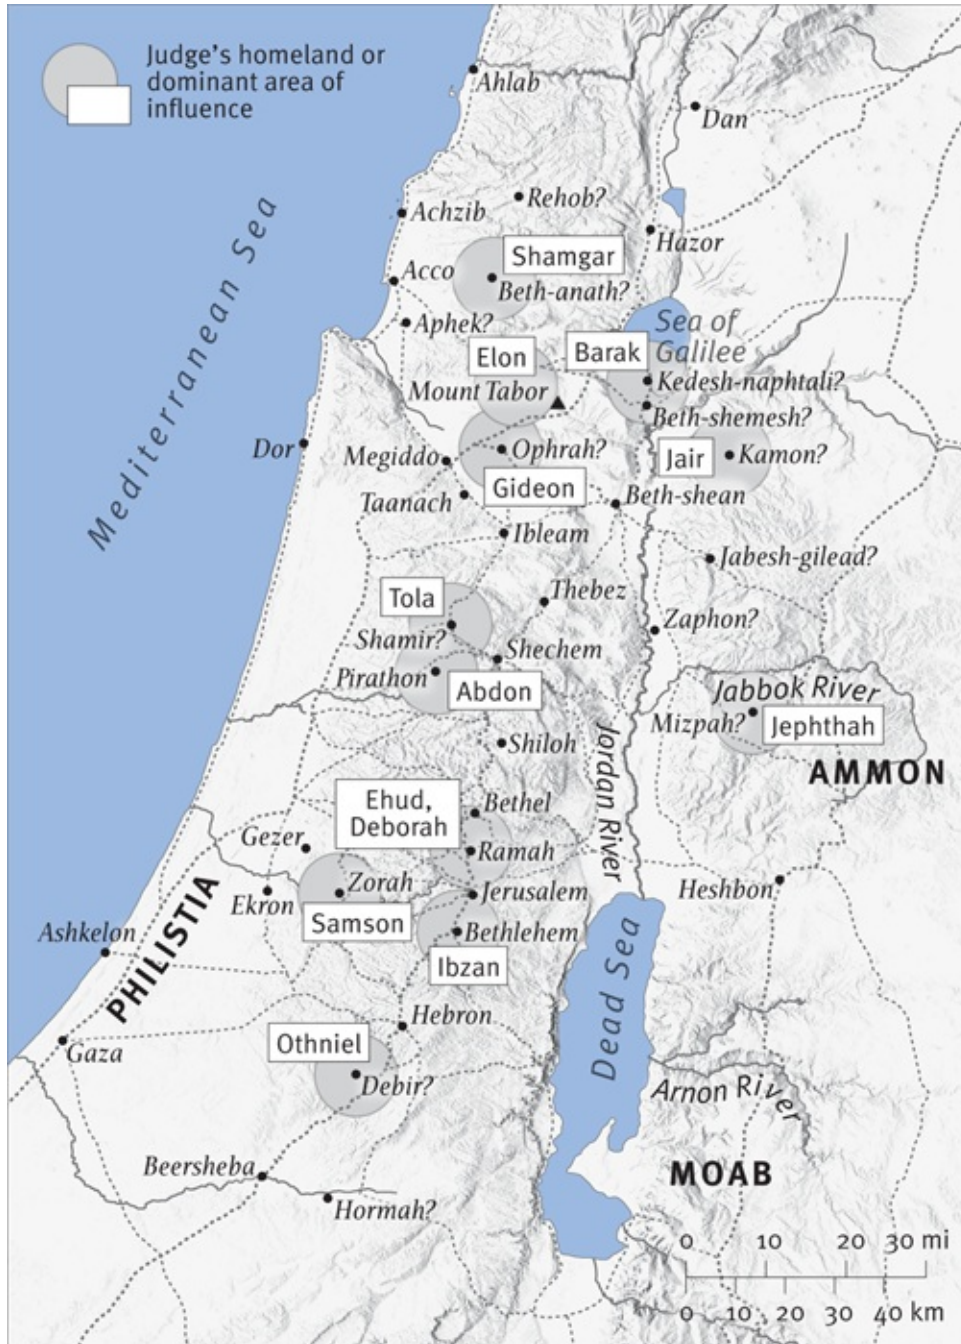 Judge's homeland or
dominant area of
influence
Ahlab
Dan
Rehob?
Achzib
Hazor
Shamgar
Acco
Beth-anath?
Mediterranean Sea
Aphek?
Sea of
Galilee
Elon
Barak
Mount Tabor
Kedesh-naphtali?
Beth-shemesh?
Dor
Megiddo
Ophrah?
Jair
Kamon?
Taanach
Gideon
Beth-shean
Ibleam
Jabesh-gilead?
Tola
Thebez
Shamir?
Zaphon?
Shechem
Pirathon
Abdon
Jabbok River
Mizpah?
Jephthah
Shiloh
Jordan River
AMMON
Ehud,
Deborah
Bethel
Gezer
Ramah
Zorah
Jerusalem
Heshbon
Ekron
PHILISTIA
Samson
Ashkelon
Bethlehem
Ibzan
Dead Sea
Hebron
Othniel
Gaza
Debir?
Arnon River
Beersheba
MOAB
Hormah?
0 10 20 30 mi
0 10 20 30 40 km